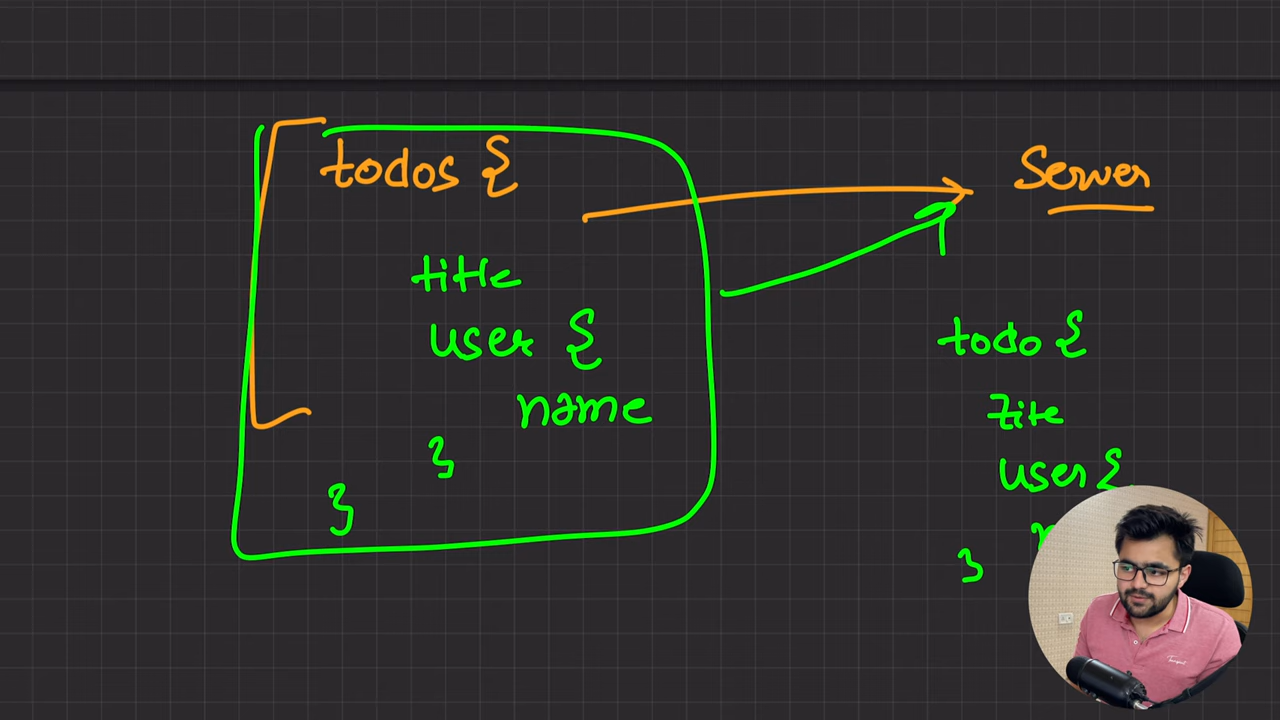 todos {
title
user {
name
}
}
Server
todo {
Title
user {
}